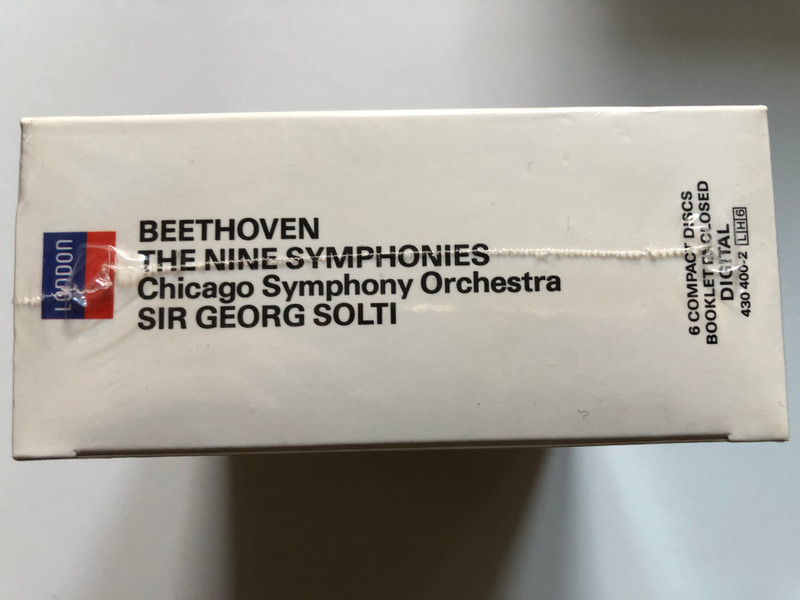 LONDON
BEETHOVEN
THE NINE SYMPHONIES
Chicago Symphony Orchestra
SIR GEORG SOLTI
6 COMPACT DISCS
BOOKLET ENCLOSED
DIGITAL
430 400-2 LH6